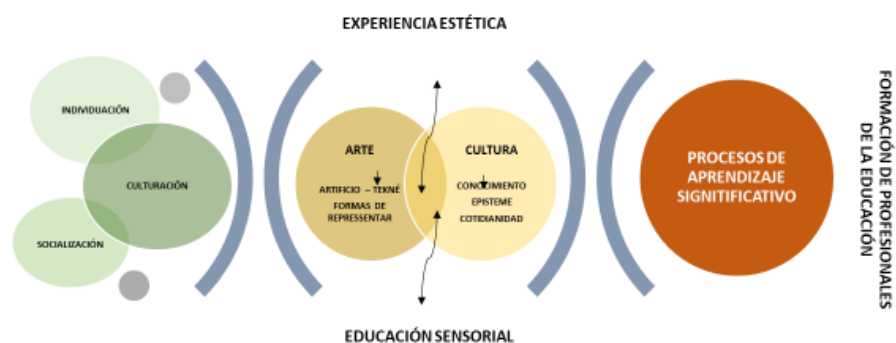 EXPERIENCIA ESTÉTICA
INDIVIDUACIÓN
CULTURACIÓN
SOCIALIZACIÓN
ARTE
ARTIFICIO – TEKNÉ
FORMAS DE
REPRESSENTAR
CULTURA
CONOCIMIENTO
EPISTEME
COTIDIANIDAD
EDUCACIÓN SENSORIAL
PROCESOS DE
APRENDIZAJE
SIGNITIFICATIVO
FORMACIÓN DE PROFESIONALES
DE LA EDUCACIÓN